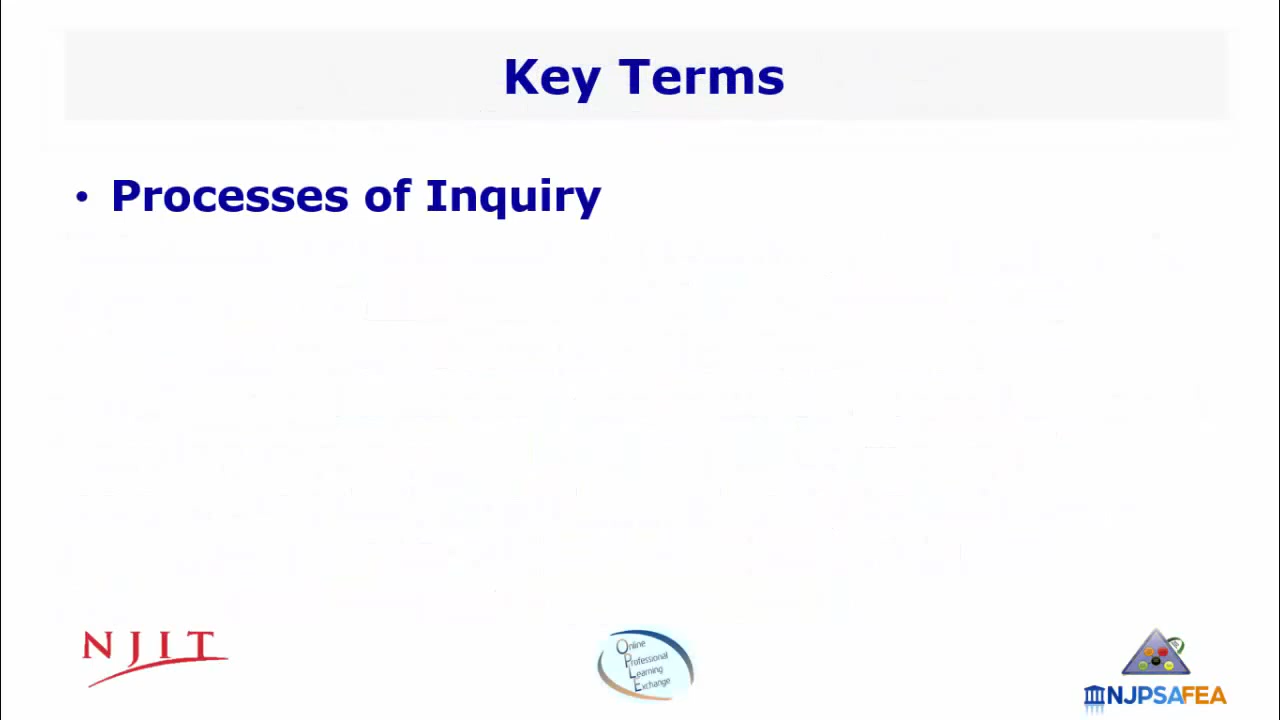 Key Terms
• Processes of Inquiry
NJIT
Online
Professional
Learning
Exchange
NJPSAFEA